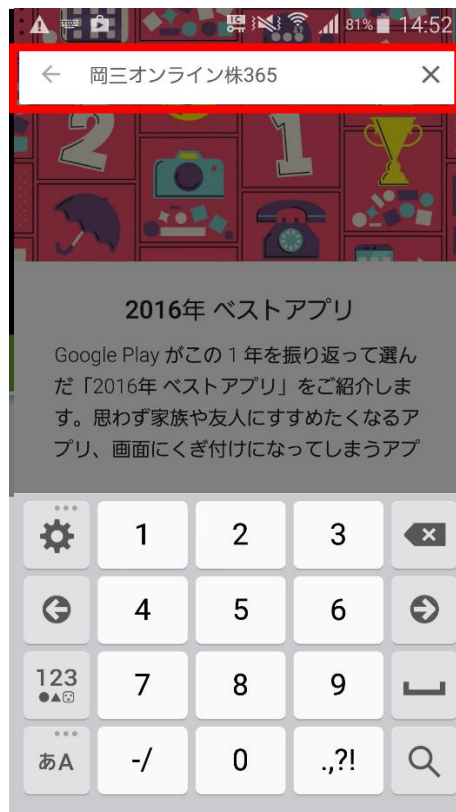 81% 14:52
岡三オンライン株365
2
1
2016年 ベストアプリ
Google Play がこの 1 年を振り返って選ん
だ「2016年 ベストアプリ」をご紹介しま
す。思わず家族や友人にすすめたくなるア
プリ、画面にくぎ付けになってしまうアプ
1 2 3
4 5 6
123 7 8 9
あA -/ 0 .,?!